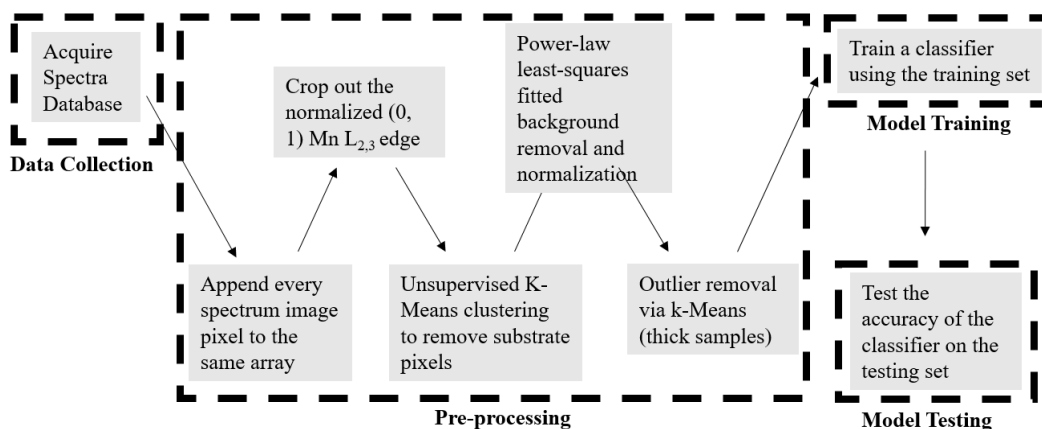 Acquire
Spectra
Database
Data Collection
Append every
spectrum image
pixel to the
same array
Crop out the
normalized (0,
1) Mn L2,3 edge
Unsupervised K-
Means clustering
to remove substrate
pixels
Power-law
least-squares
fitted
background
removal and
normalization
Outlier removal
via k-Means
(thick samples)
Pre-processing
Train a classifier
using the training set
Model Training
Test the
accuracy of the
classifier on the
testing set
Model Testing